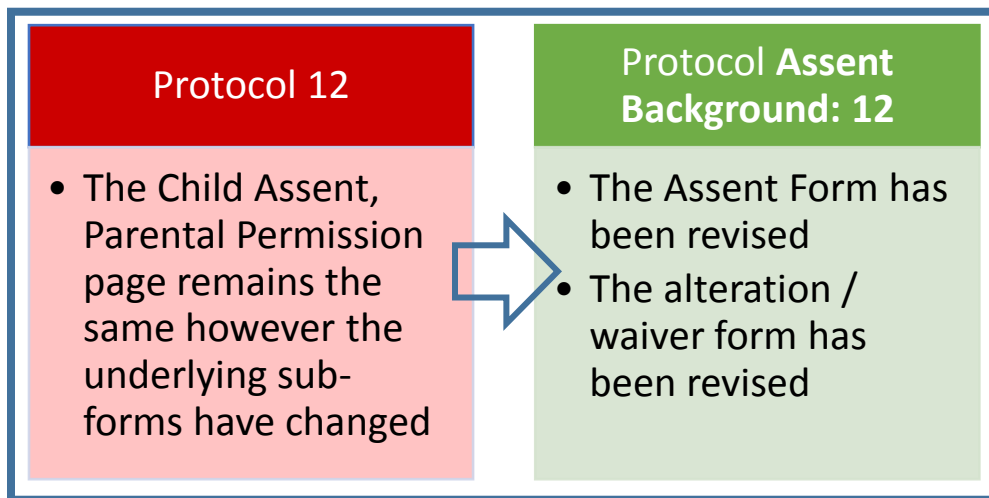 Protocol 12
• The Child Assent,
Parental Permission
page remains the
same however the
underlying sub-
forms have changed
Protocol Assent
Background: 12
• The Assent Form has
been revised
• The alteration /
waiver form has
been revised